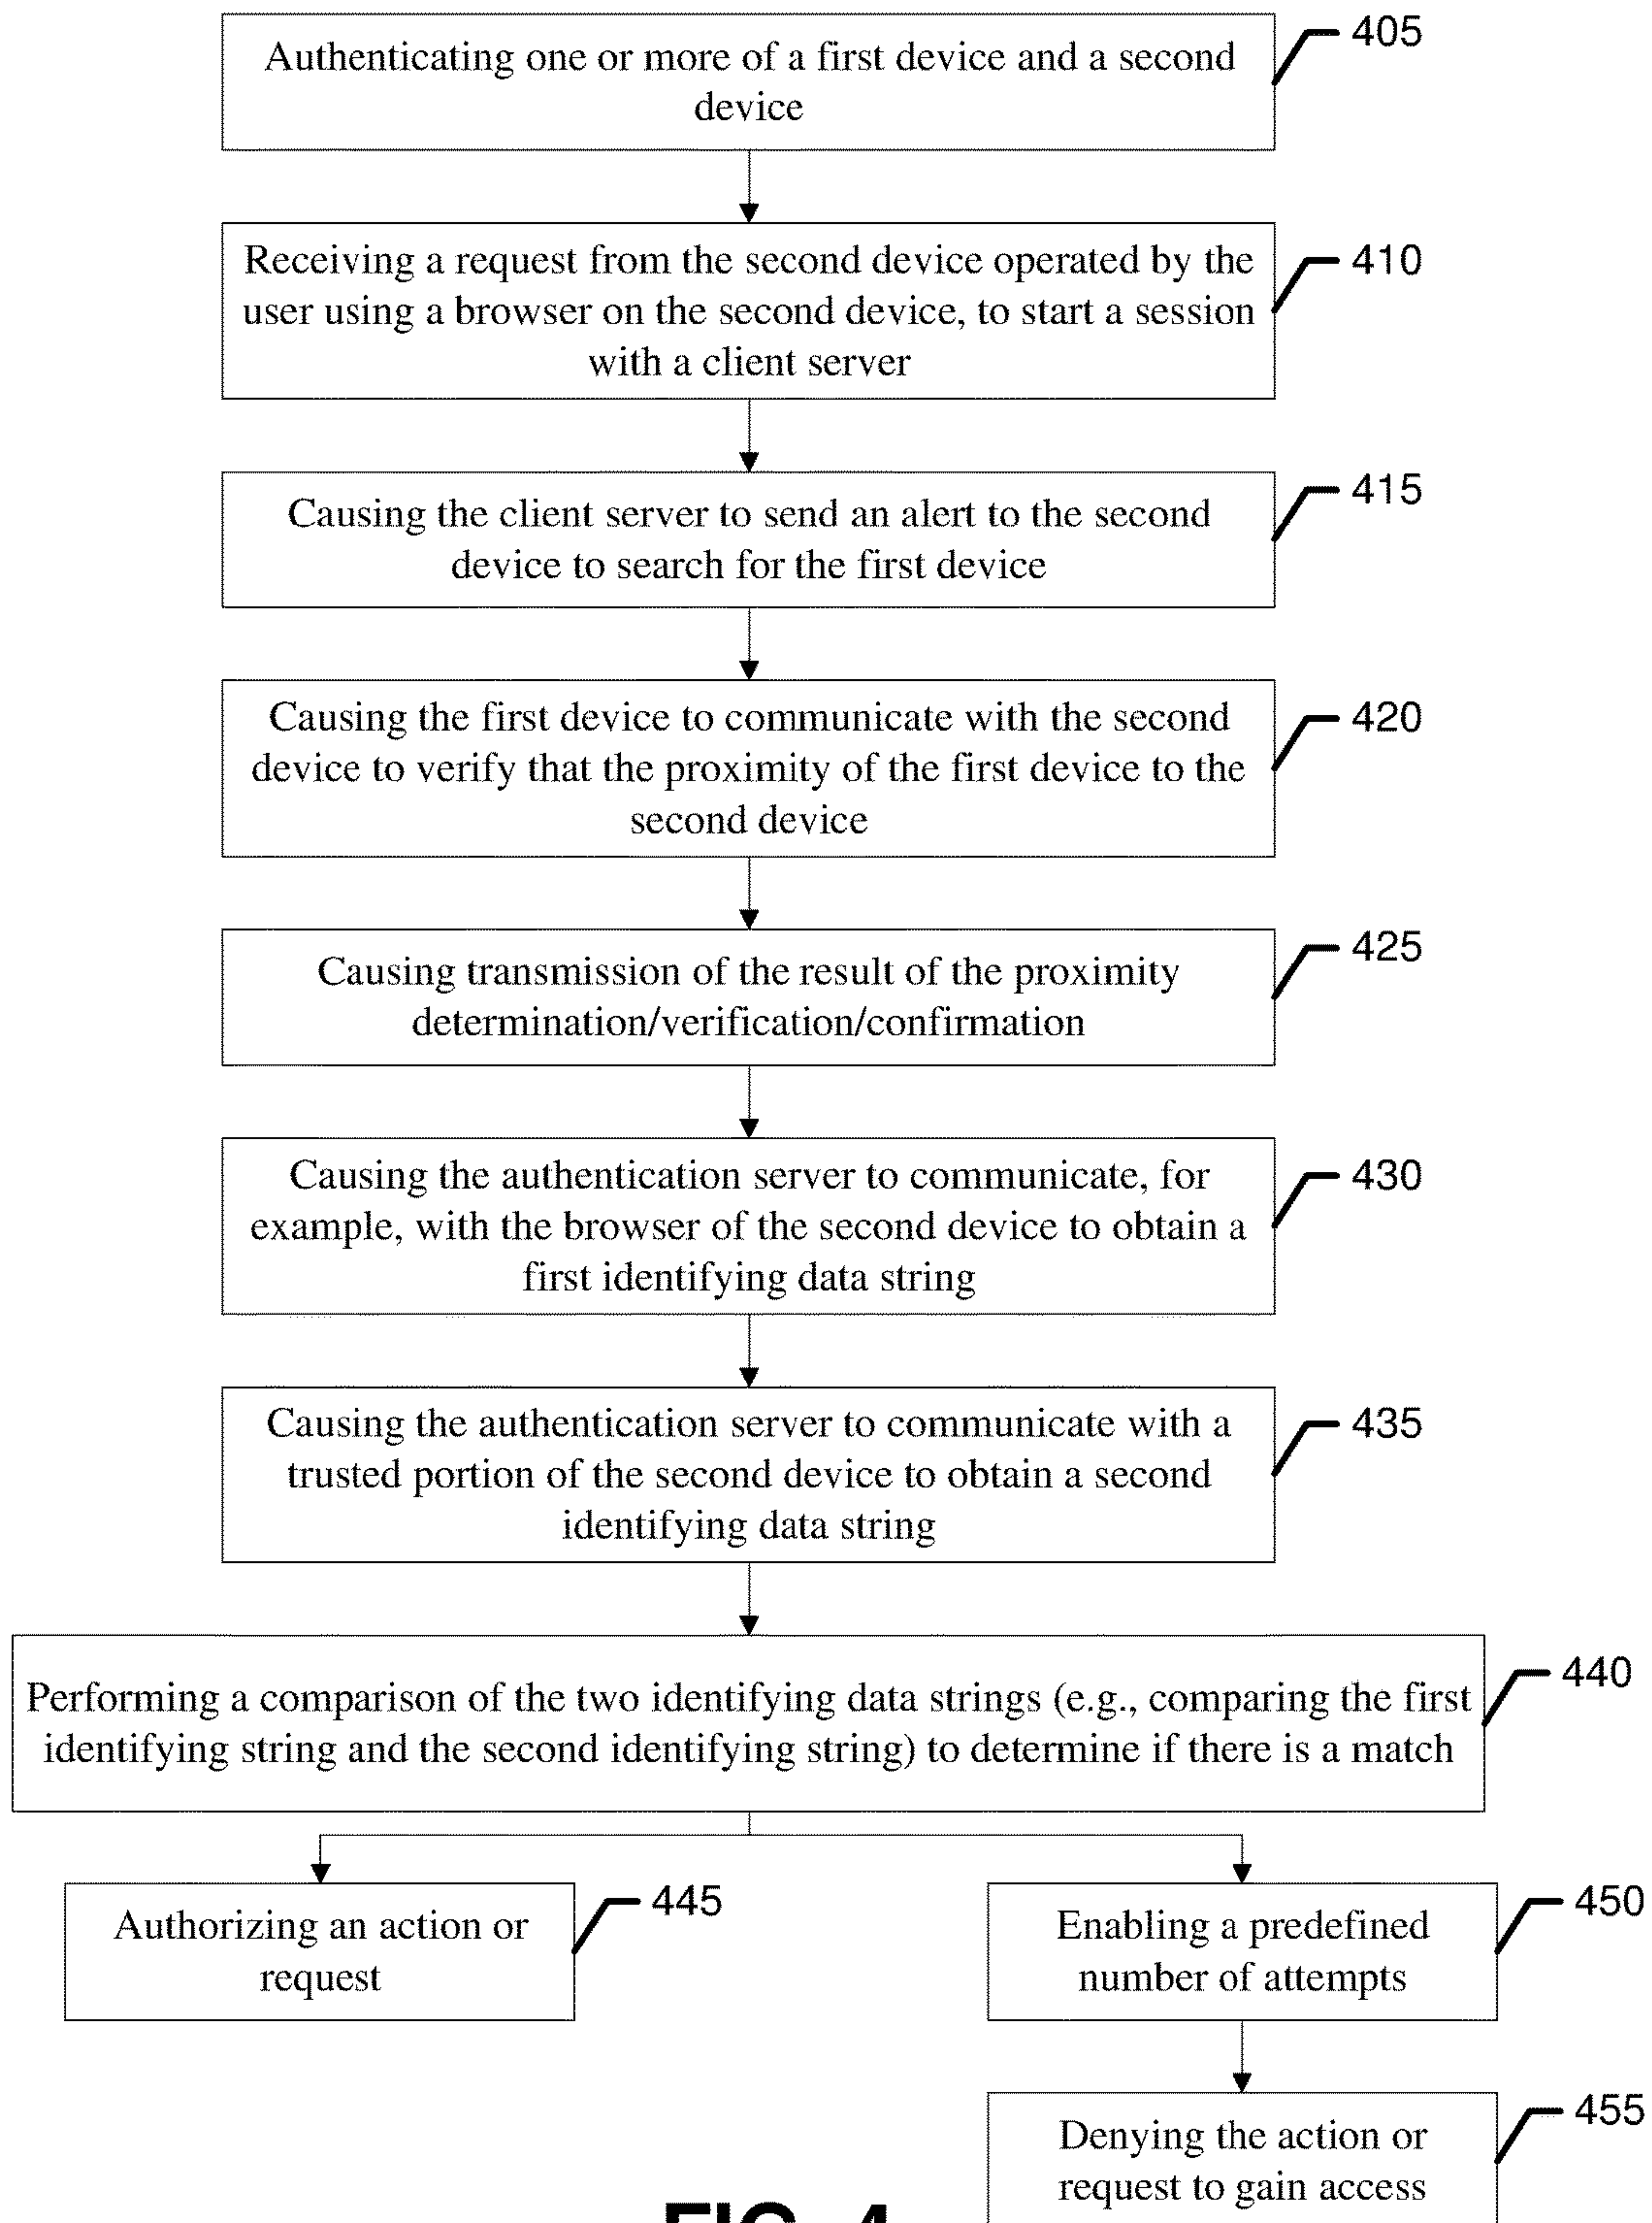 Authenticating one or more of a first device and a second
device
405
Receiving a request from the second device operated by the
user using a browser on the second device, to start a session
with a client server
410
Causing the client server to send an alert to the second
device to search for the first device
415
Causing the first device to communicate with the second
device to verify that the proximity of the first device to the
second device
420
Causing transmission of the result of the proximity
determination/verification/confirmation
425
Causing the authentication server to communicate, for
example, with the browser of the second device to obtain a
first identifying data string
430
Causing the authentication server to communicate with a
trusted portion of the second device to obtain a second
identifying data string
435
Performing a comparison of the two identifying data strings (e.g., comparing the first
identifying string and the second identifying string) to determine if there is a match
440
Authorizing an action or
request
445
Enabling a predefined
number of attempts
450
Denying the action or
request to gain access
455
FIG. 4